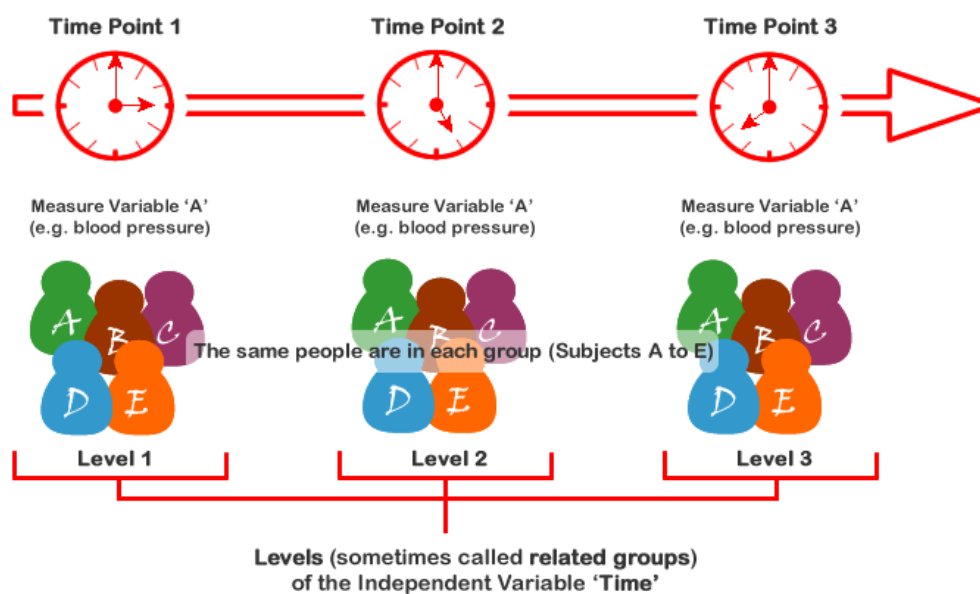 Time Point 1
Time Point 2
Time Point 3
Measure Variable ‘A’
(e.g. blood pressure)
Measure Variable ‘A’
(e.g. blood pressure)
Measure Variable ‘A’
(e.g. blood pressure)
A B C
D E
A B C
D E
A B C
D E
The same people are in each group (Subjects A to E)
Level 1
Level 2
Level 3
Levels (sometimes called related groups)
of the Independent Variable ‘Time’